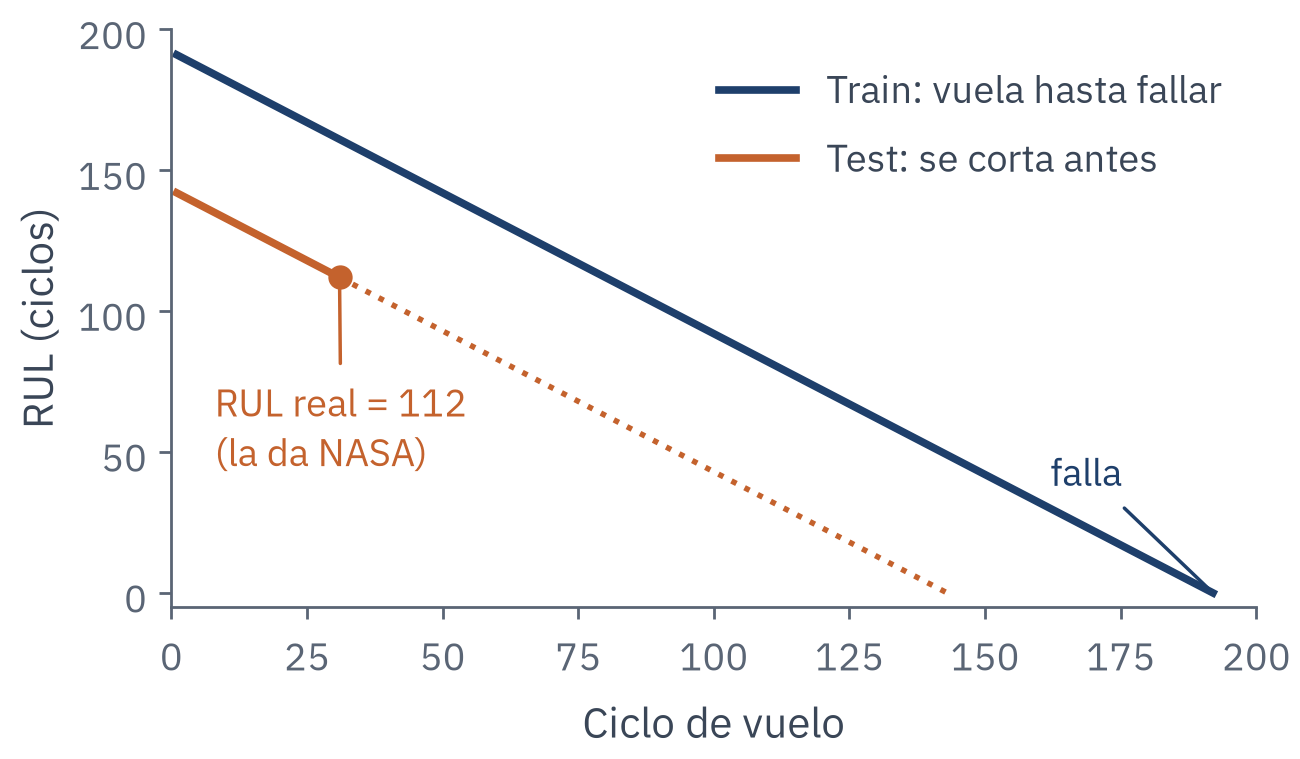 200
150
100
50
0
RUL (ciclos)
Train: vuela hasta fallar
Test: se corta antes
RUL real = 112
(la da NASA)
falla
0 25 50 75 100 125 150 175 200
Ciclo de vuelo